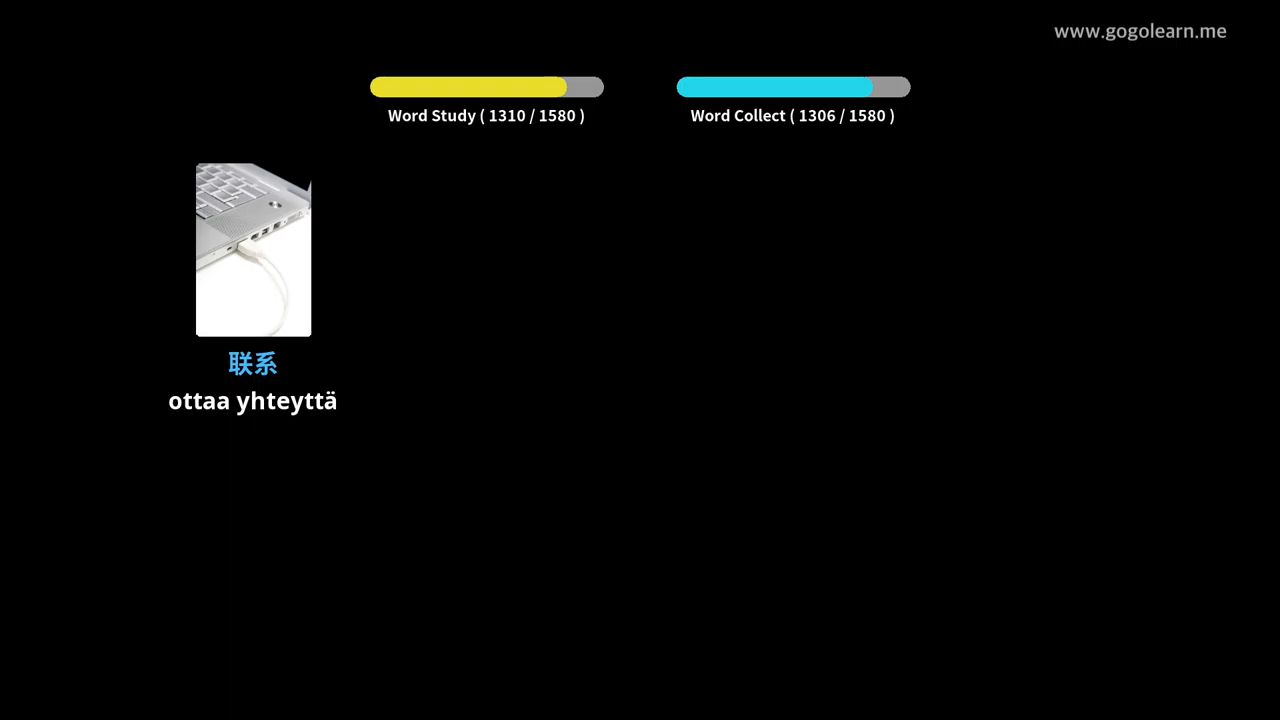 www.gogolearn.me
Word Study ( 1310 / 1580 )
Word Collect ( 1306 / 1580 )
联系
ottaa yhteyttä